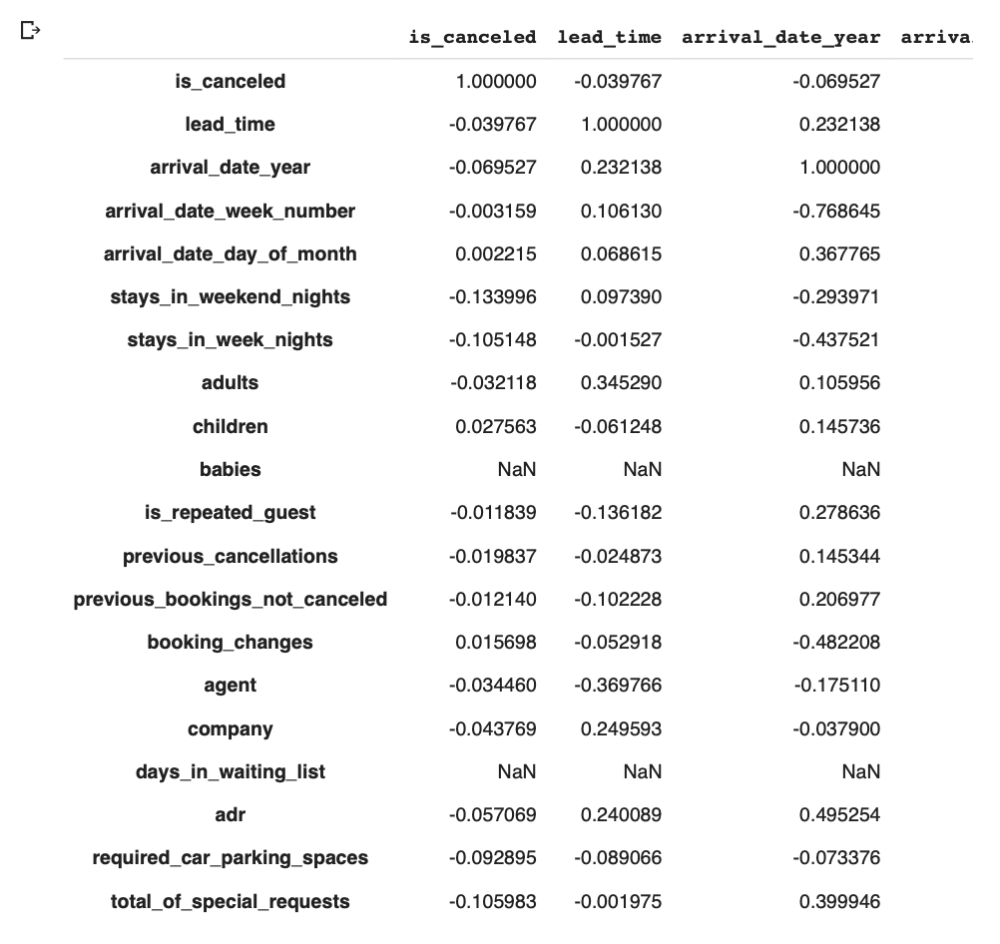 is_canceled lead_time arrival_date_year arriva
is_canceled 1.000000 -0.039767 -0.069527
lead_time -0.039767 1.000000 0.232138
arrival_date_year -0.069527 0.232138 1.000000
arrival_date_week_number -0.003159 0.106130 -0.768645
arrival_date_day_of_month 0.002215 0.068615 0.367765
stays_in_weekend_nights -0.133996 0.097390 -0.293971
stays_in_week_nights -0.105148 -0.001527 -0.437521
adults -0.032118 0.345290 0.105956
children 0.027563 -0.061248 0.145736
babies NaN NaN NaN
is_repeated_guest -0.011839 -0.136182 0.278636
previous_cancellations -0.019837 -0.024873 0.145344
previous_bookings_not_canceled -0.012140 -0.102228 0.206977
booking_changes 0.015698 -0.052918 -0.482208
agent -0.034460 -0.369766 -0.175110
company -0.043769 0.249593 -0.037900
days_in_waiting_list NaN NaN NaN
adr -0.057069 0.240089 0.495254
required_car_parking_spaces -0.092895 -0.089066 -0.073376
total_of_special_requests -0.105983 -0.001975 0.399946